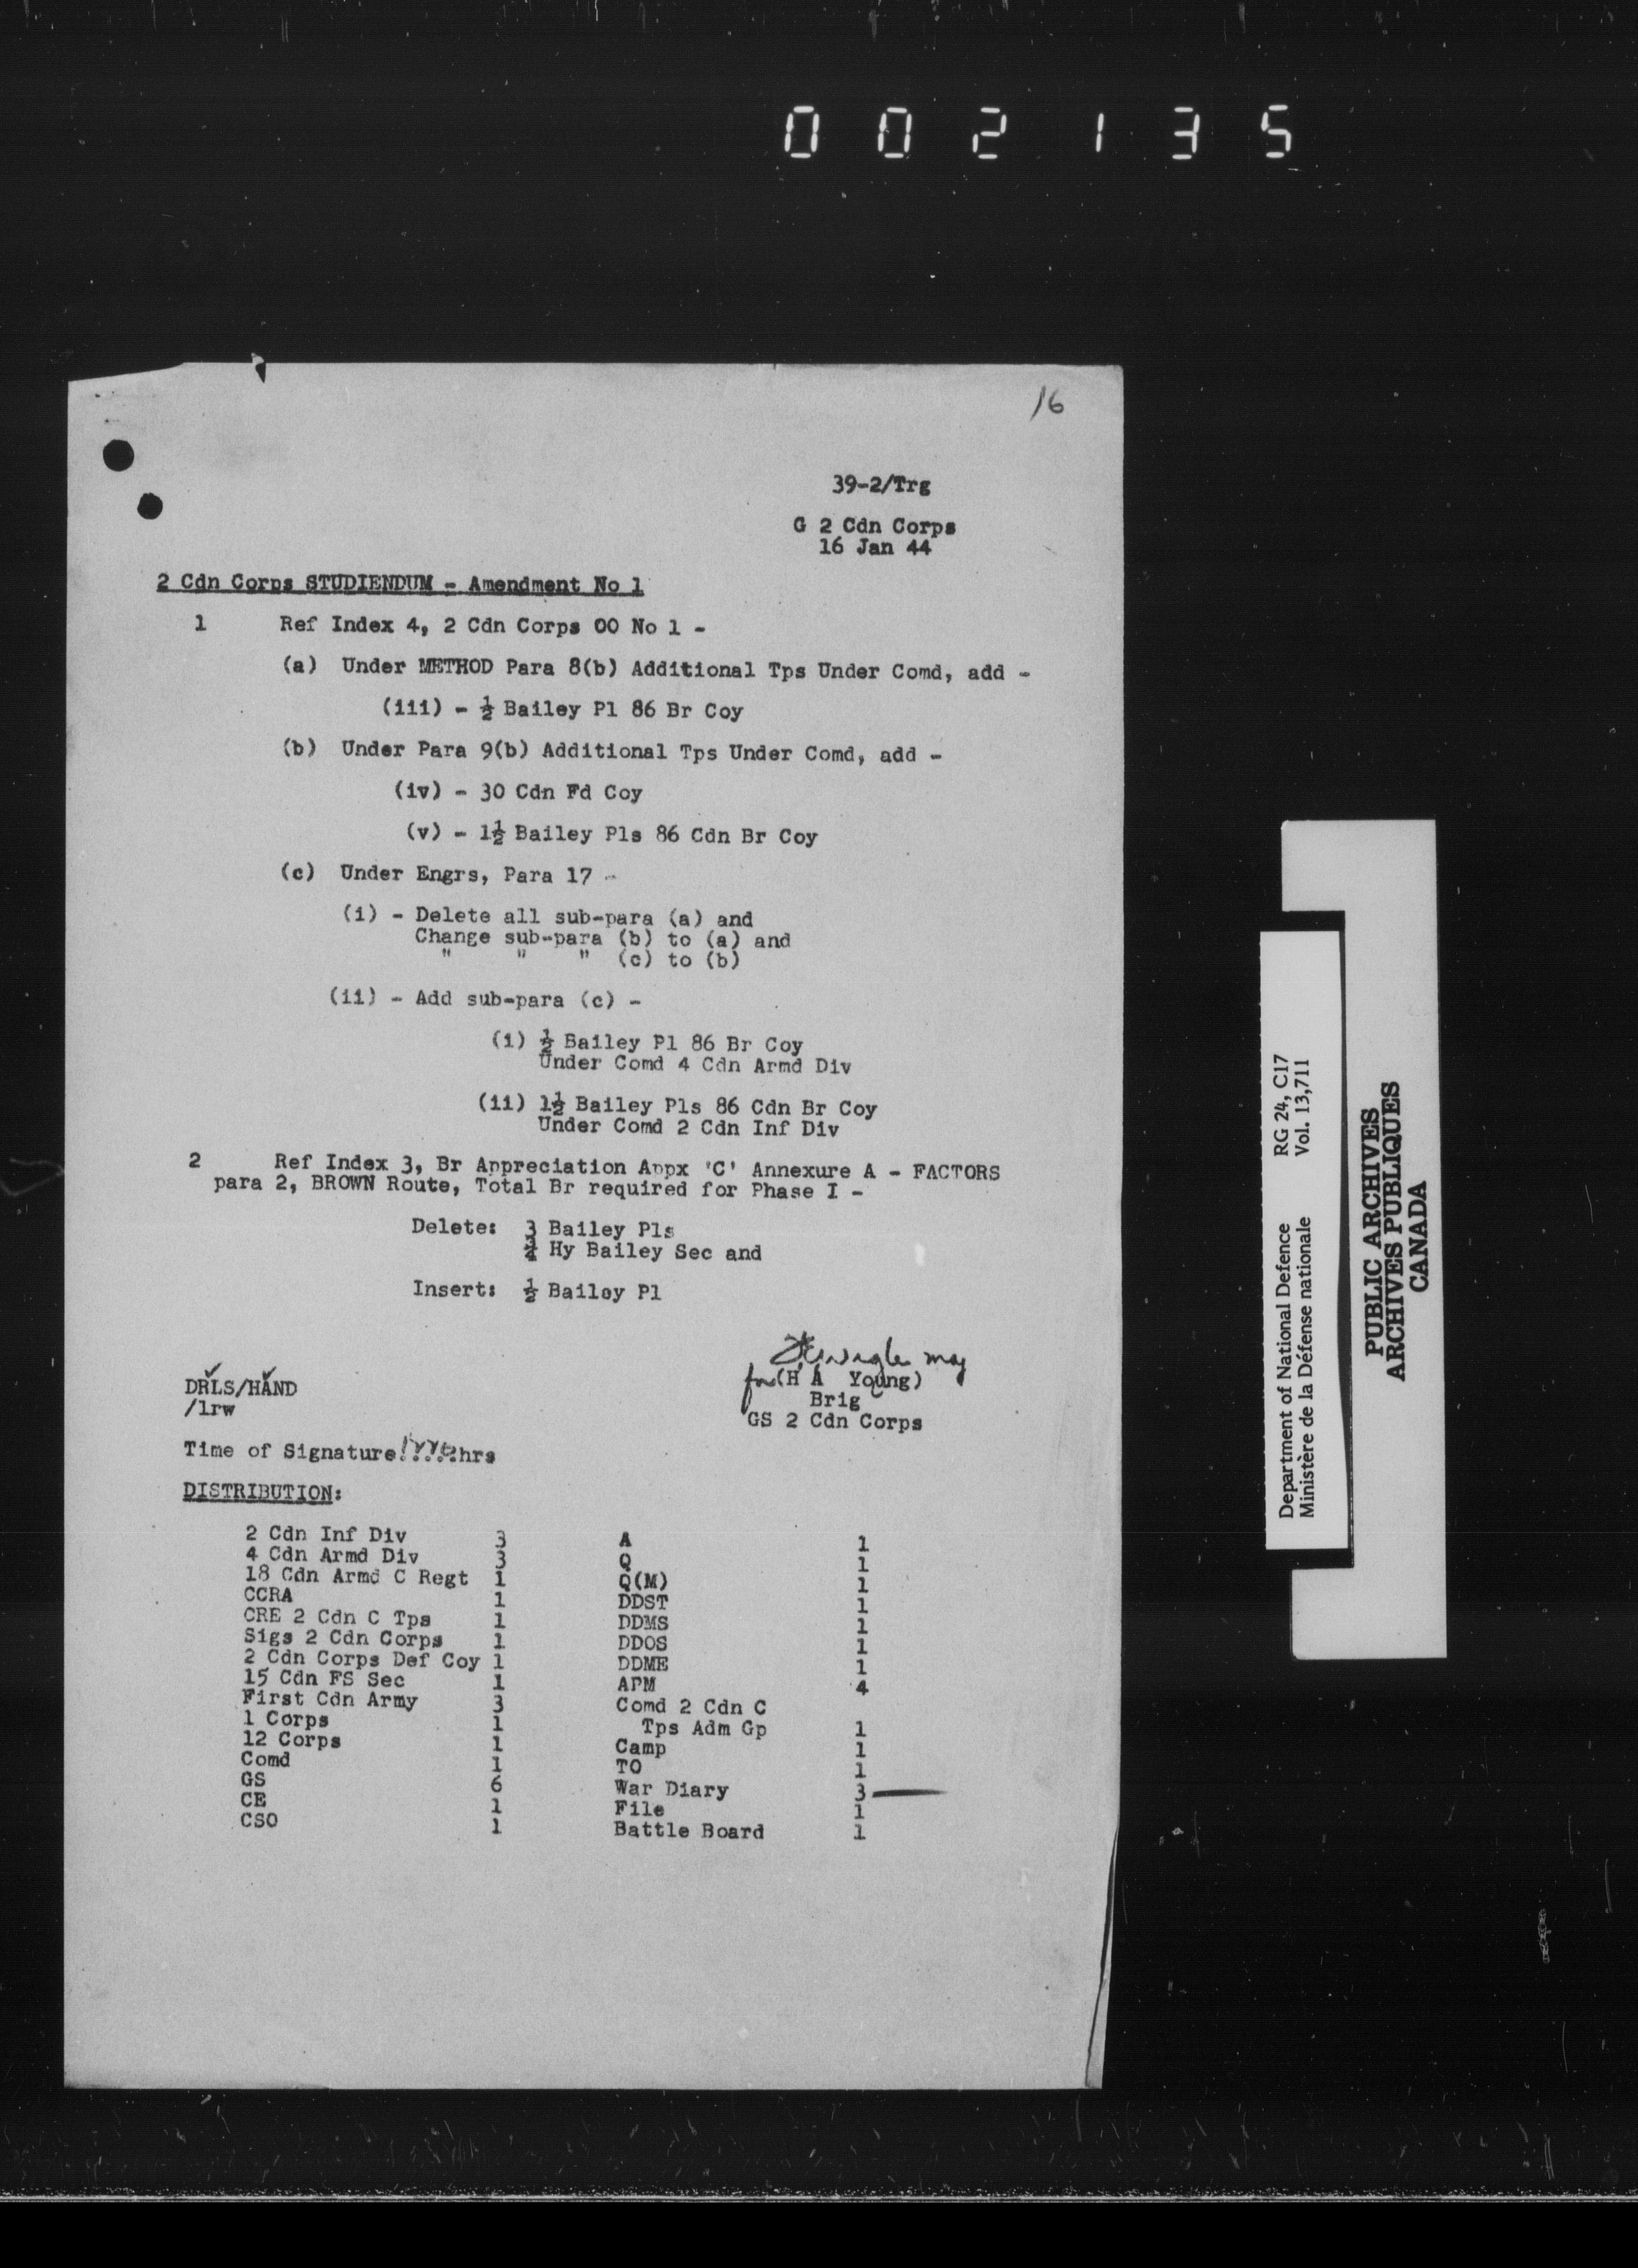 002135
16
39-2/Trg
G 2 Cdn Corps
16 Jan 44
2 Cdn Corps STUDIENDUM - Amendment No 1
1 Ref Index 4, 2 Cdn Corps OO No 1 -
(a) Under METHOD Para 8(b) Additional Tps Under Comd, add -
(iii) - ½ Bailey Pl 86 Br Coy
(b) Under Para 9(b) Additional Tps Under Comd, add -
(iv) - 30 Cdn Fd Coy
(v) - 1½ Bailey Pls 86 Cdn Br Coy
(c) Under Engrs, Para 17 -
(i) - Delete all sub-para (a) and
Change sub-para (b) to (a) and
" " " (c) to (b)
(ii) - Add sub-para (c) -
(i) ½ Bailey Pl 86 Br Coy
Under Comd 4 Cdn Armd Div
(ii) 1½ Bailey Pls 86 Cdn Br Coy
Under Comd 2 Cdn Inf Div
2 Ref Index 3, Br Appreciation Appx 'C' Annexure A - FACTORS
para 2, BROWN Route, Total Br required for Phase I -
Delete: 3 Bailey Pls
¾ Hy Bailey Sec and
Insert: ½ Bailey Pl
maj
for (H A Young)
Brig
GS 2 Cdn Corps
DRLS/HAND
/lrw
Time of Signature hrs
DISTRIBUTION:
2 Cdn Inf Div 3 A 1
4 Cdn Armd Div 3 Q 1
18 Cdn Armd C Regt 1 Q(M) 1
CCRA 1 DDST 1
CRE 2 Cdn C Tps 1 DDMS 1
Sigs 2 Cdn Corps 1 DDOS 1
2 Cdn Corps Def Coy 1 DDME 1
15 Cdn FS Sec 1 APM 4
First Cdn Army 3 Comd 2 Cdn C
1 Corps 1 Tps Adm Gp 1
12 Corps 1 Camp 1
Comd 1 TO 1
GS 6 War Diary 3
CE 1 File 1
CSO 1 Battle Board 1
Department of National Defence RG 24, C17
Ministère de la Défense nationale Vol. 13,711
PUBLIC ARCHIVES
ARCHIVES PUBLIQUES
CANADA